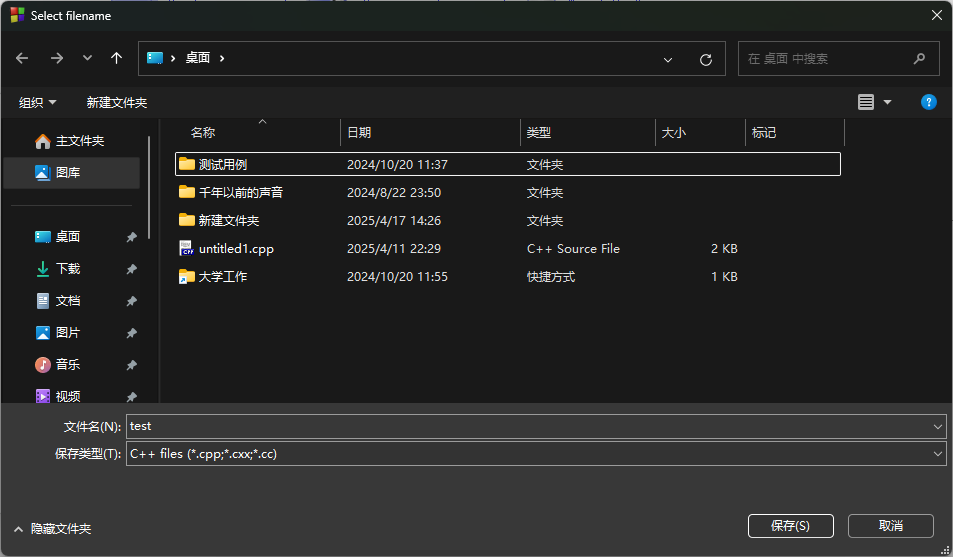 Select filename
桌面
在 桌面 中搜索
组织
新建文件夹
?
主文件夹
图库
桌面
下载
文档
图片
音乐
视频
名称 日期 类型 大小 标记
测试用例 2024/10/20 11:37 文件夹
千年以前的声音 2024/8/22 23:50 文件夹
新建文件夹 2025/4/17 14:26 文件夹
untitled1.cpp 2025/4/11 22:29 C++ Source File 2 KB
大学工作 2024/10/20 11:55 快捷方式 1 KB
文件名(N): test
保存类型(T): C++ files (*.cpp;*.cxx;*.cc)
隐藏文件夹
保存(S)
取消